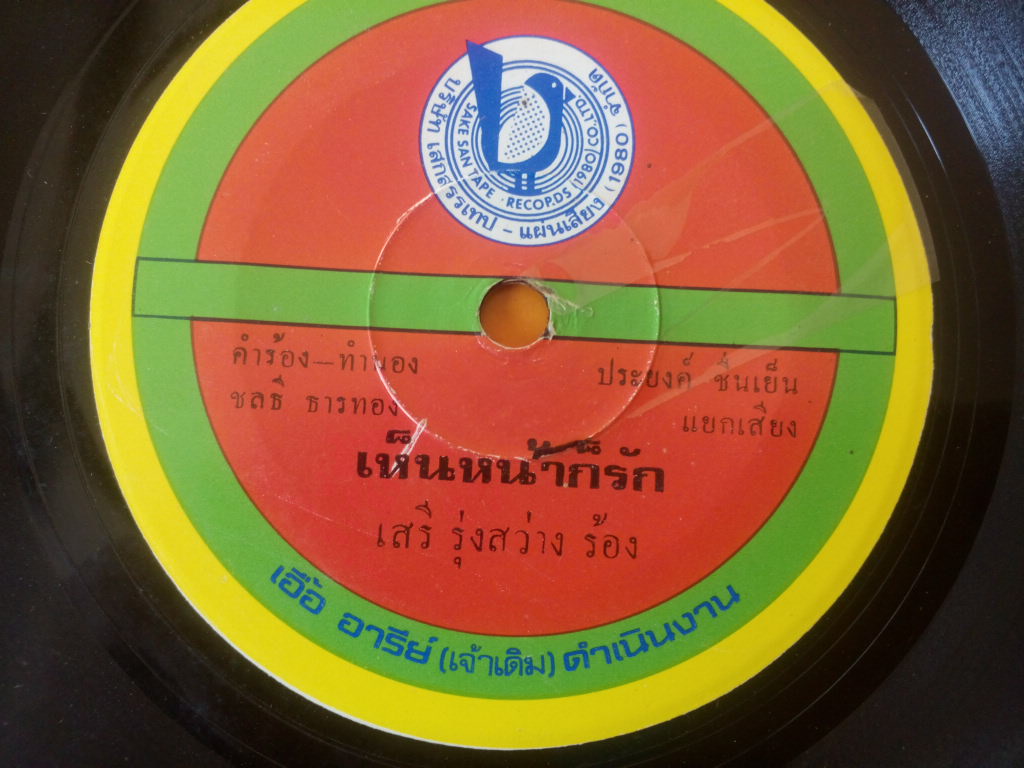 บริษัท เสกสรรเทป - แผ่นเสียง (1980) จำกัด
SAKE SAN TAPE · RECOP.DS (1980) CO.,LTD.
คำร้อง—ทำนอง
ชลธี ธารทอง
ประยงค์ ชื่นเย็น
แยกเสียง
เห็นหน้าก็รัก
เสรี รุ่งสว่าง ร้อง
เอื้อ อารีย์ (เจ้าเดิม) ดำเนินงาน